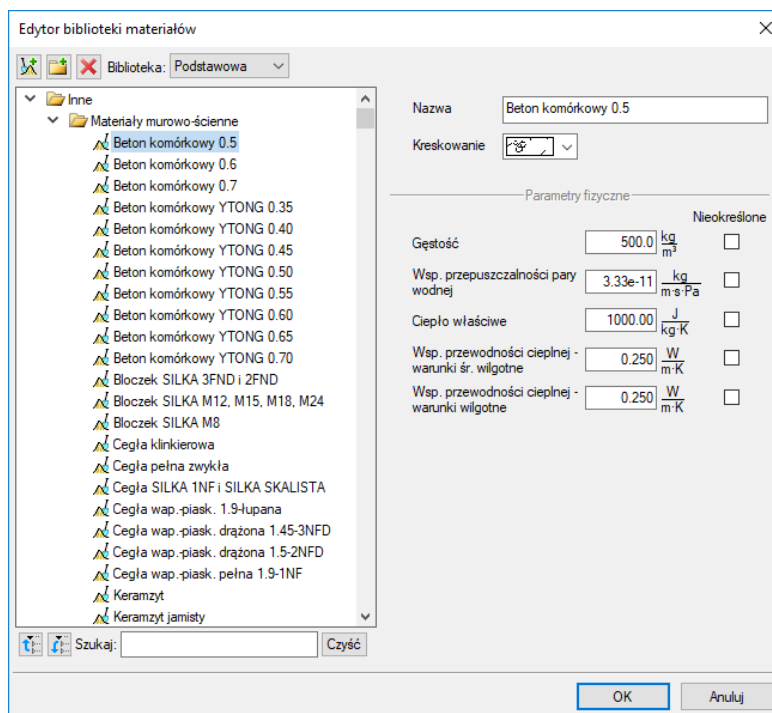 Edytor biblioteki materiałów
Biblioteka: Podstawowa
Inne
Materiały murowo-ścienne
Beton komórkowy 0.5
Beton komórkowy 0.6
Beton komórkowy 0.7
Beton komórkowy YTONG 0.35
Beton komórkowy YTONG 0.40
Beton komórkowy YTONG 0.45
Beton komórkowy YTONG 0.50
Beton komórkowy YTONG 0.55
Beton komórkowy YTONG 0.60
Beton komórkowy YTONG 0.65
Beton komórkowy YTONG 0.70
Bloczek SILKA 3FND i 2FND
Bloczek SILKA M12, M15, M18, M24
Bloczek SILKA M8
Cegła klinkierowa
Cegła pełna zwykła
Cegła SILKA 1NF i SILKA SKALISTA
Cegła wap.-piask. 1.9-łupana
Cegła wap.-piask. drążona 1.45-3NFD
Cegła wap.-piask. drążona 1.5-2NFD
Cegła wap.-piask. pełna 1.9-1NF
Keramzyt
Keramzyt jamisty
Szukaj: Czyść
Nazwa Beton komórkowy 0.5
Kreskowanie
Parametry fizyczne
Nieokreślone
Gęstość 500.0 kg/m³
Wsp. przepuszczalności pary
wodnej 3.33e-11 kg/m·s·Pa
Ciepło właściwe 1000.00 J/kg·K
Wsp. przewodności cieplnej -
warunki śr. wilgotne 0.250 W/m·K
Wsp. przewodności cieplnej -
warunki wilgotne 0.250 W/m·K
OK Anuluj